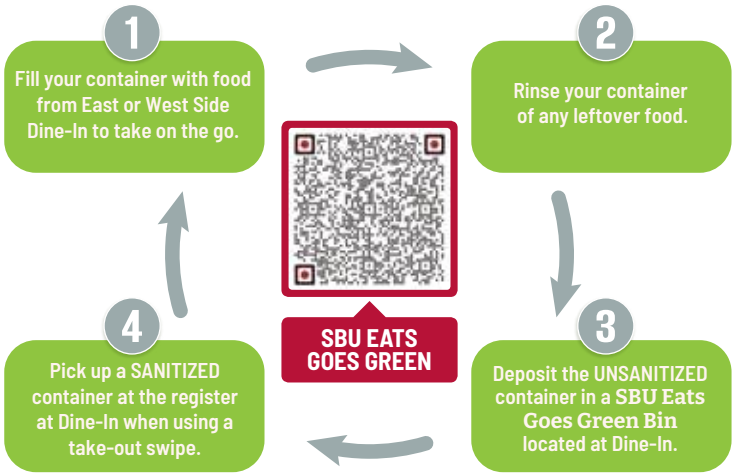 1
Fill your container with food
from East or West Side
Dine-In to take on the go.
2
Rinse your container
of any leftover food.
3
Deposit the UNSANITIZED
container in a SBU Eats
Goes Green Bin
located at Dine-In.
4
Pick up a SANITIZED
container at the register
at Dine-In when using a
take-out swipe.
SBU EATS
GOES GREEN